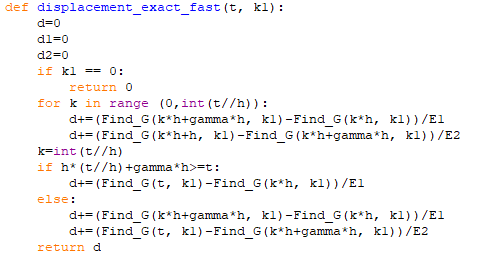 def displacement_exact_fast(t, k1):
    d=0
    d1=0
    d2=0
    if k1 == 0:
        return 0
    for k in range (0,int(t//h)):
        d+=(Find_G(k*h+gamma*h, k1)-Find_G(k*h, k1))/E1
        d+=(Find_G(k*h+h, k1)-Find_G(k*h+gamma*h, k1))/E2
    k=int(t//h)
    if h*(t//h)+gamma*h>=t:
        d+=(Find_G(t, k1)-Find_G(k*h, k1))/E1
    else:
        d+=(Find_G(k*h+gamma*h, k1)-Find_G(k*h, k1))/E1
        d+=(Find_G(t, k1)-Find_G(k*h+gamma*h, k1))/E2
    return d